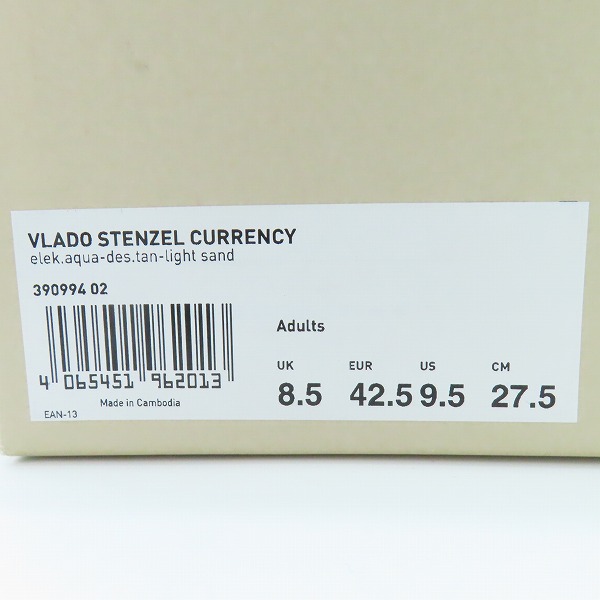 VLADO STENZEL CURRENCY
elek.aqua-des.tan-light sand
390994 02
4 065451 962013
Made in Cambodia
EAN-13
Adults
UK EUR US CM
8.5 42.5 9.5 27.5